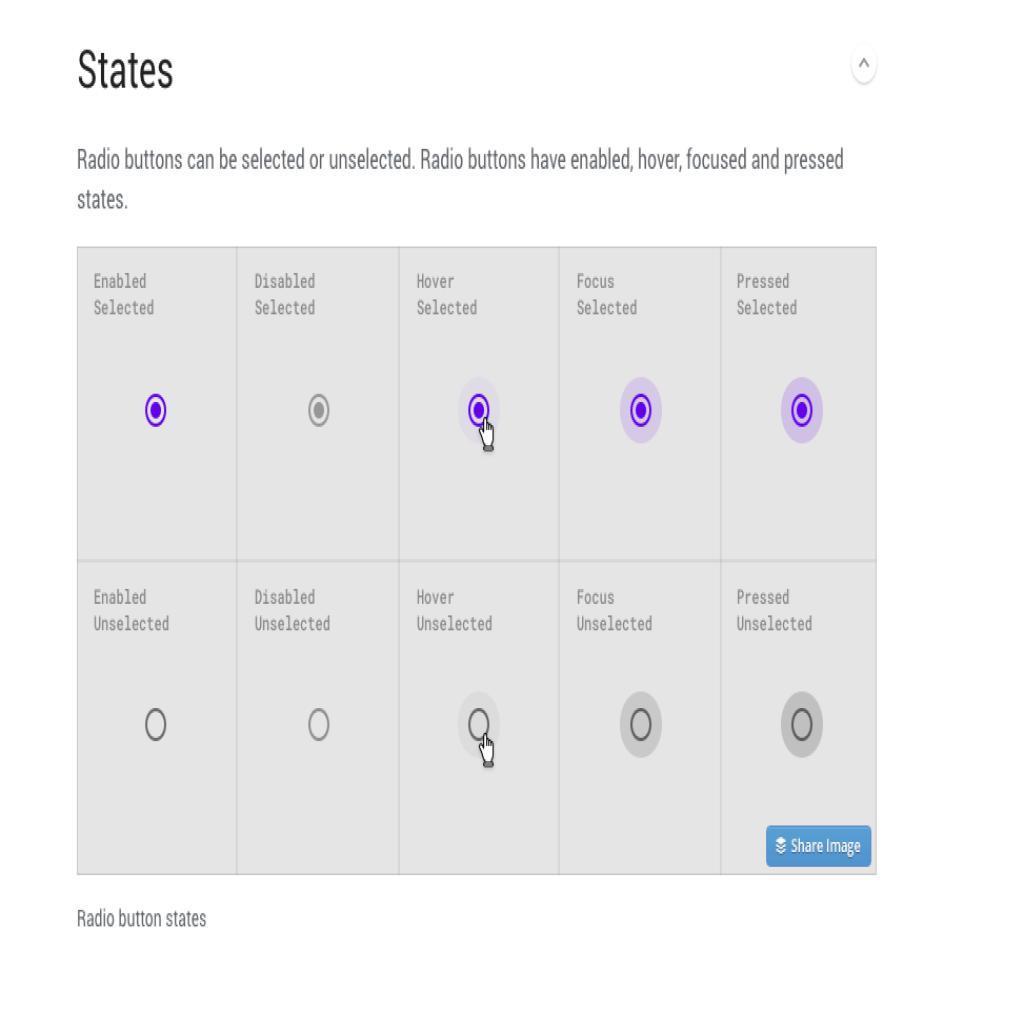 States
Radio buttons can be selected or unselected. Radio buttons have enabled, hover, focused and pressed
states.
Enabled
Selected
Disabled
Selected
Hover
Selected
Focus
Selected
Pressed
Selected
Enabled
Unselected
Disabled
Unselected
Hover
Unselected
Focus
Unselected
Pressed
Unselected
Share Image
Radio button states